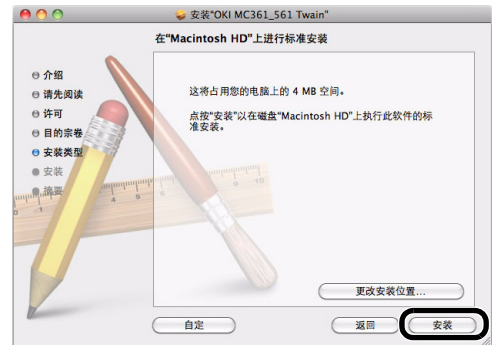 安装"OKI MC361_561 Twain"
在"Macintosh HD"上进行标准安装
介绍
请先阅读
许可
目的宗卷
安装类型
安装
摘要
这将占用您的电脑上的 4 MB 空间。
点按"安装"以在磁盘"Macintosh HD"上执行此软件的标
准安装。
更改安装位置...
自定
返回
安装